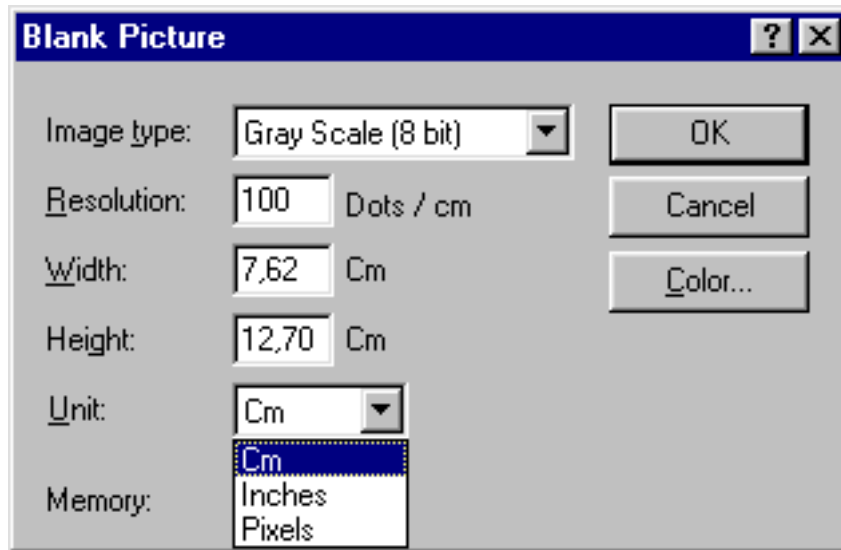 Blank Picture
Image type: Gray Scale (8 bit) OK
Resolution: 100 Dots / cm Cancel
Width: 7,62 Cm Color...
Height: 12,70 Cm
Unit: Cm
Cm
Inches
Memory:
Pixels